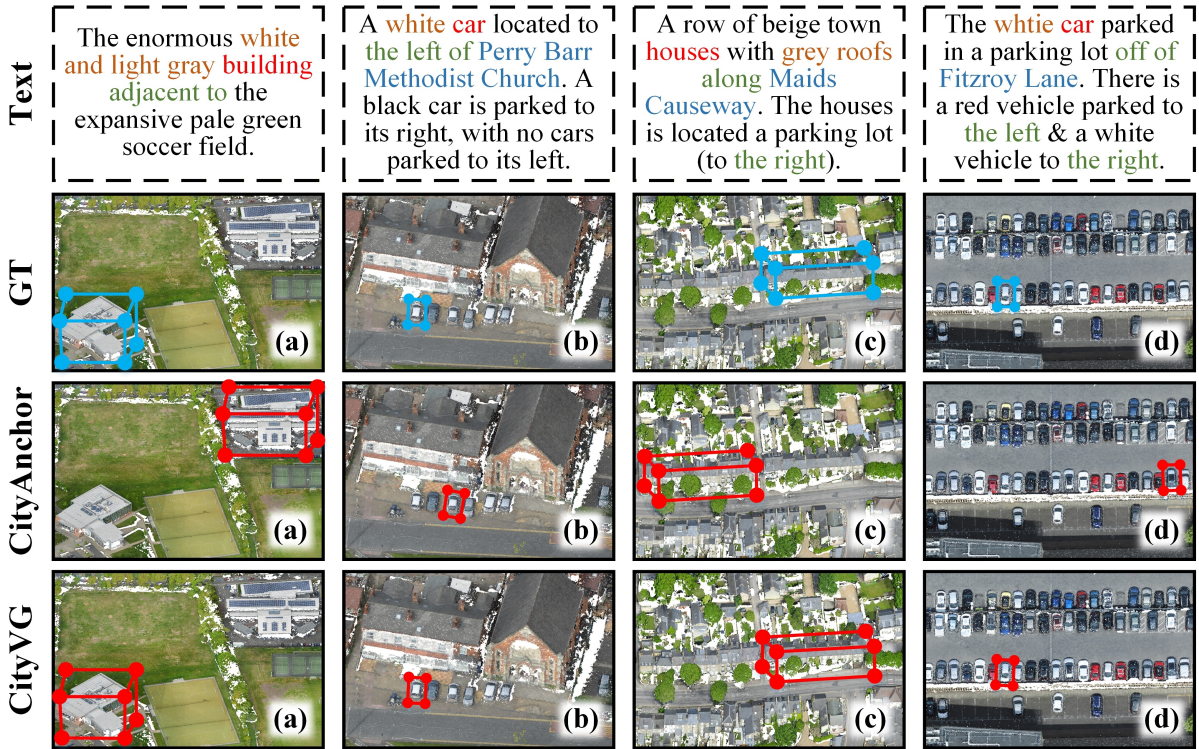 Text
The enormous white
and light gray building
adjacent to the
expansive pale green
soccer field.
A white car located to
the left of Perry Barr
Methodist Church. A
black car is parked to
its right, with no cars
parked to its left.
A row of beige town
houses with grey roofs
along Maids
Causeway. The houses
is located a parking lot
(to the right).
The whtie car parked
in a parking lot off of
Fitzroy Lane. There is
a red vehicle parked to
the left & a white
vehicle to the right.
GT
(a)
(b)
(c)
(d)
CityAnchor
(a)
(b)
(c)
(d)
CityVG
(a)
(b)
(c)
(d)